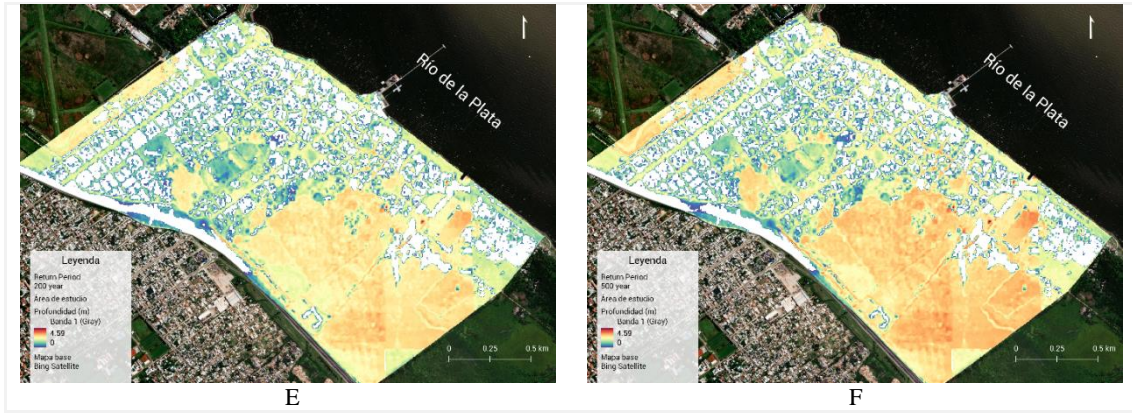 Río de la Plata
Leyenda
Return Period
200 year
Área de estudio
Profundidad (m)
Banda 1 (Gray)
4.59
0
Mapa base
Bing Satellite
0 0.25 0.5 km
E
Río de la Plata
Leyenda
Return Period
500 year
Área de estudio
Profundidad (m)
Banda 1 (Gray)
4.59
0
Mapa base
Bing Satellite
0 0.25 0.5 km
F